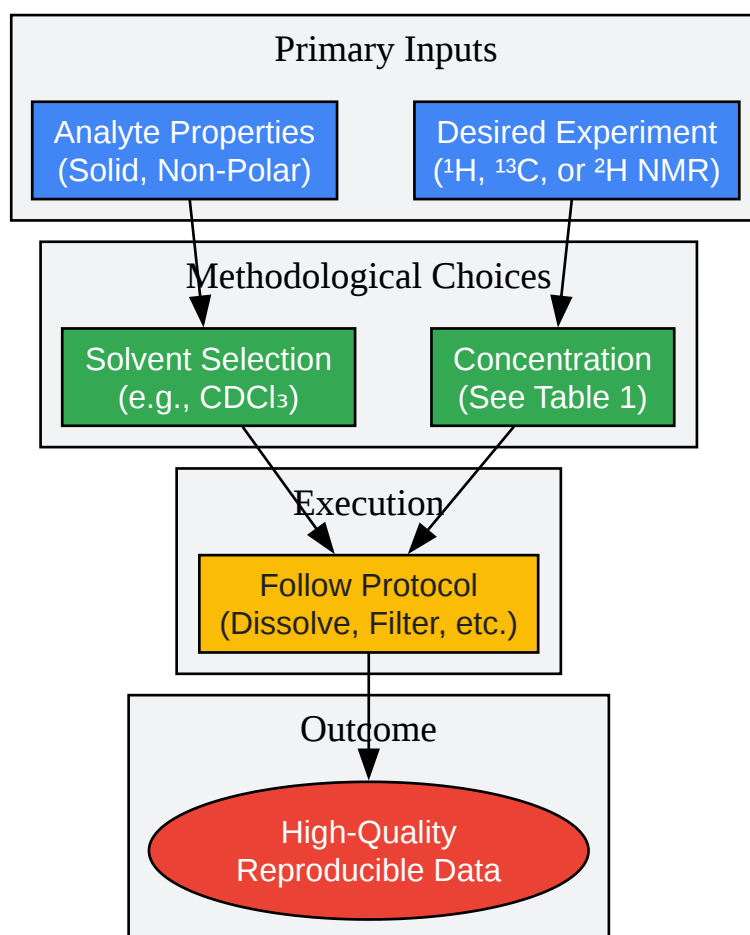 Primary Inputs
Analyte Properties
(Solid, Non-Polar)
Desired Experiment
(¹H, ¹³C, or ²H NMR)
Methodological Choices
Solvent Selection
(e.g., CDCl₃)
Concentration
(See Table 1)
Execution
Follow Protocol
(Dissolve, Filter, etc.)
Outcome
High-Quality
Reproducible Data